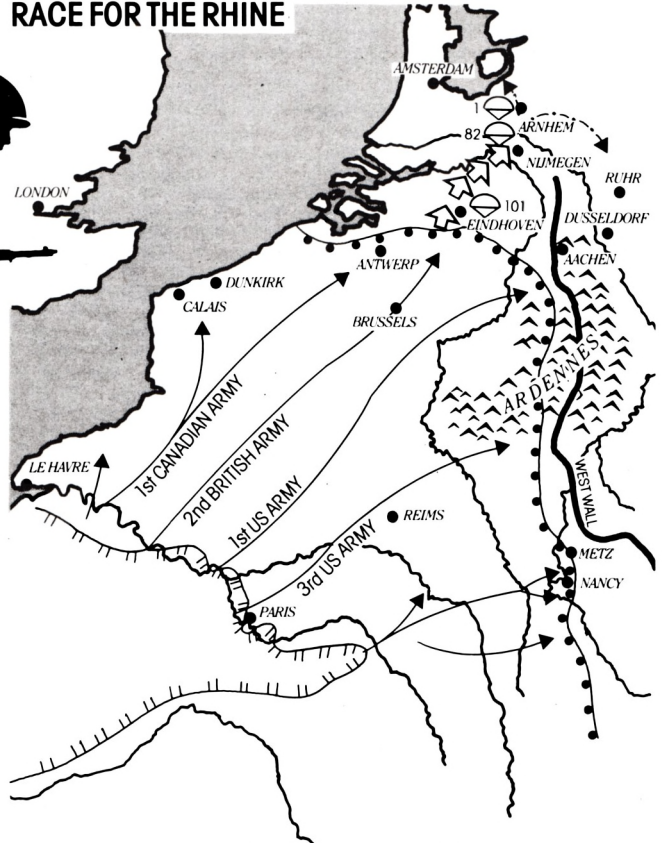 RACE FOR THE RHINE
AMSTERDAM
1
ARNHEM
82
NIJMEGEN
RUHR
LONDON
101
DUSSELDORF
EINDHOVEN
AACHEN
ANTWERP
DUNKIRK
CALAIS
BRUSSELS
ARDENNES
1st CANADIAN ARMY
2nd BRITISH ARMY
1st US ARMY
3rd US ARMY
LE HAVRE
WEST WALL
REIMS
METZ
NANCY
PARIS